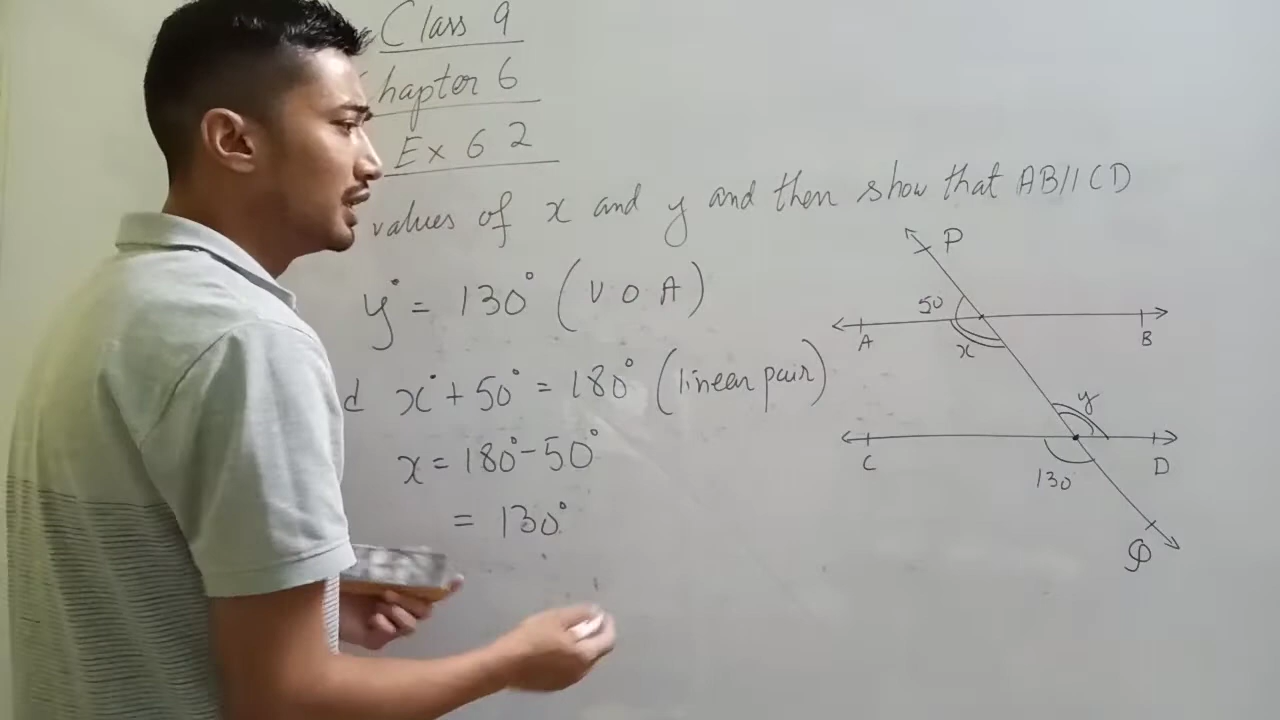 Class 9
Chapter 6
Ex 6 2
values of x and y and then show that AB//CD
y° = 130° (V O A)
d x° + 50° = 180° (linear pair)
x = 180° - 50°
= 130°
P
50
A
x
B
y
C
130
D
Q